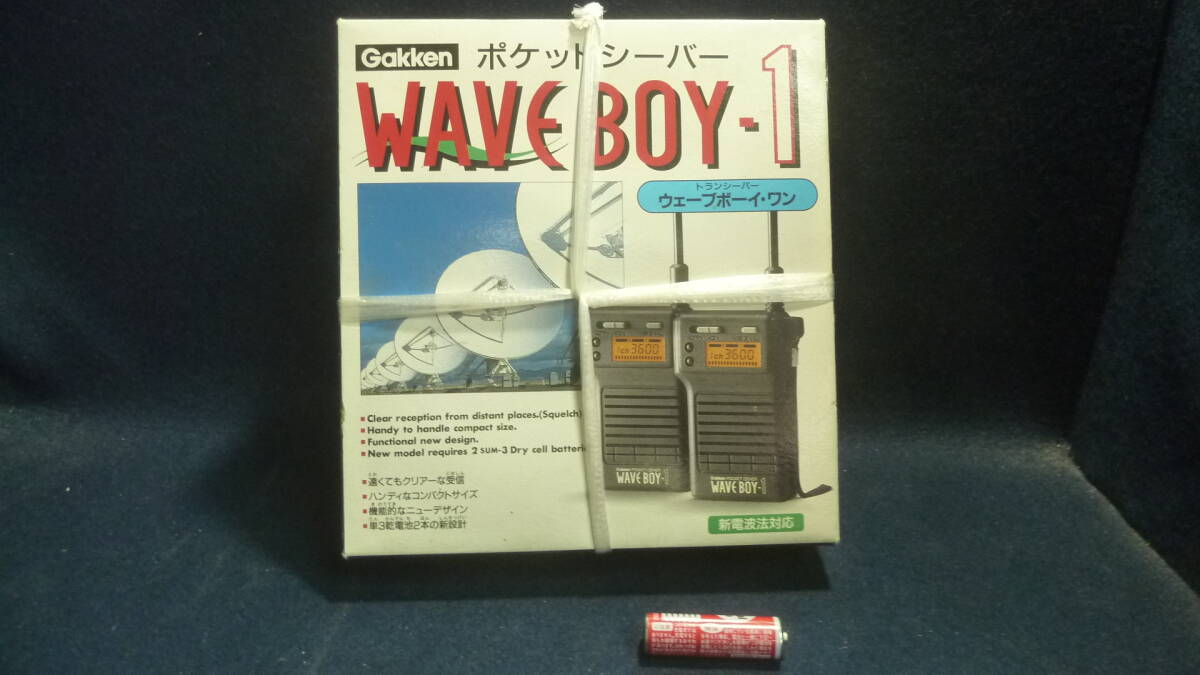 Gakken ポケットシーバー
WAVE BOY-1
トランシーバー
ウェーブボーイ・ワン
1ch 3600
1ch 3600
▪Clear reception from distant places.(Squelch)
▪Handy to handle compact size.
▪Functional new design.
▪New model requires 2 SUM-3 Dry cell
▪遠くてもクリアーな受信
▪ハンディなコンパクトサイズ
▪機能的なニューデザイン
▪単3乾電池2本の新設計
WAVE BOY-1
WAVE BOY-1
新電波法対応